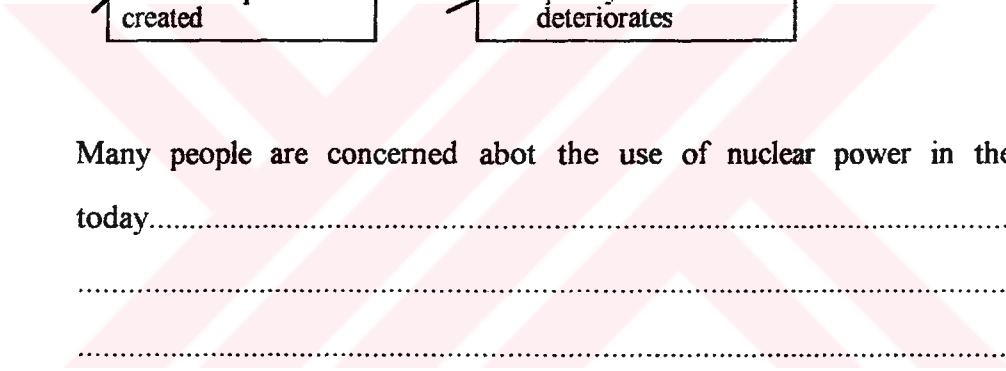 created
deteriorates
Many people are concerned abot the use of nuclear power in the
today..........................................................................................
....................................................................................................
....................................................................................................